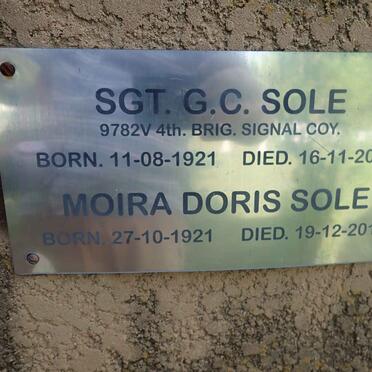 SGT. G.C. SOLE
9782V 4th. BRIG. SIGNAL COY.
BORN. 11-08-1921 DIED. 16-11-20
MOIRA DORIS SOLE
BORN. 27-10-1921 DIED. 19-12-201